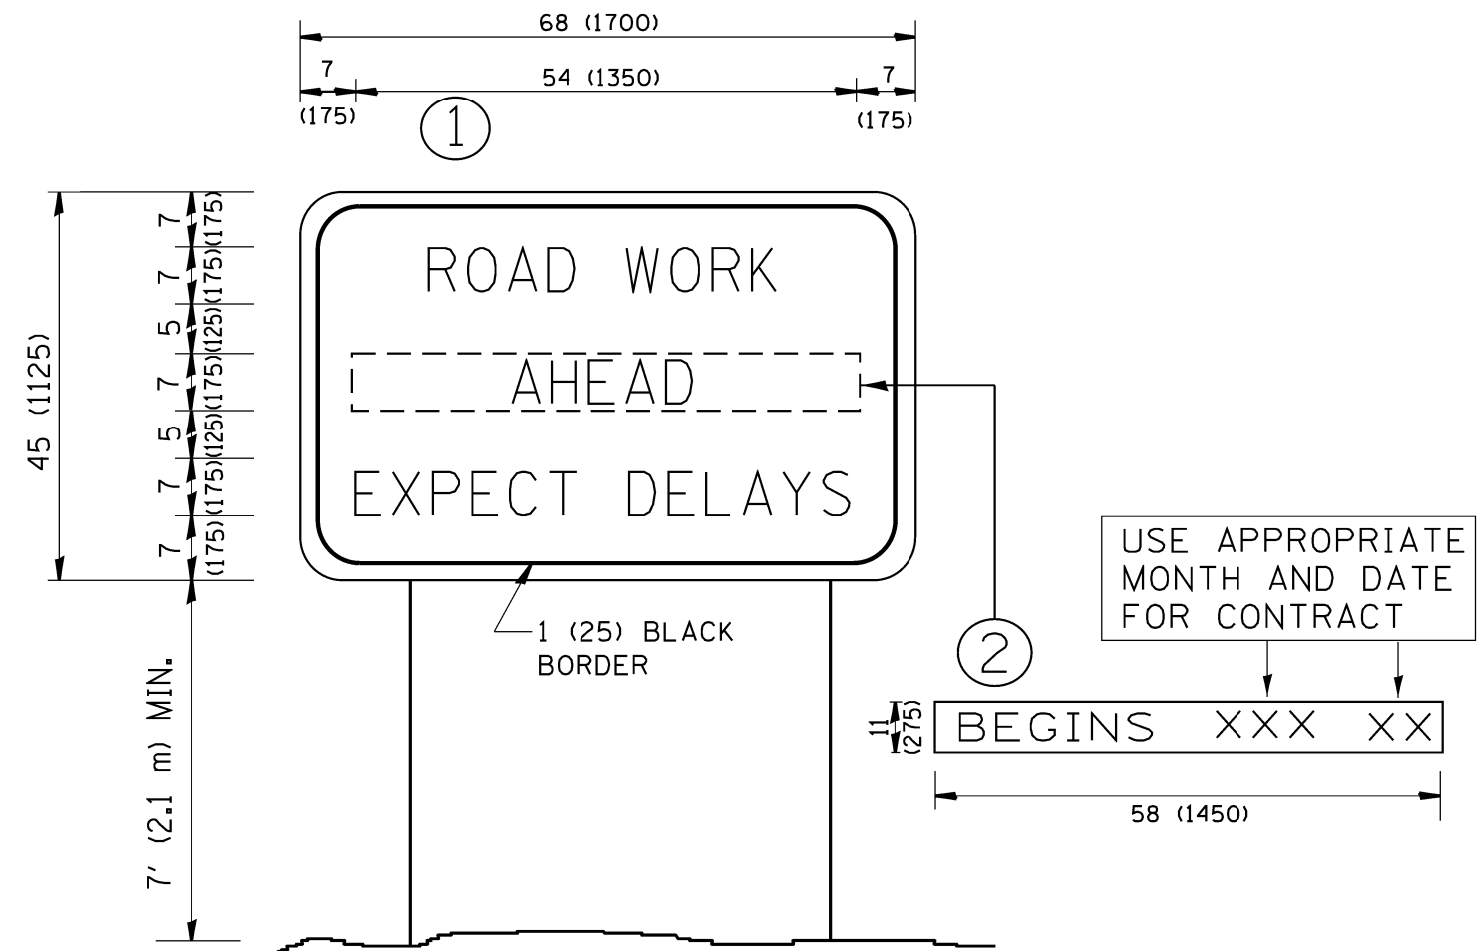 68 (1700)
7
54 (1350)
7
(175)
(175)
1
7
(175)
7
(175)
5
(125)
7
(175)
5
(125)
7
(175)
7
(175)
45 (1125)
ROAD WORK
AHEAD
EXPECT DELAYS
1 (25) BLACK
BORDER
7' (2.1 m) MIN.
USE APPROPRIATE
MONTH AND DATE
FOR CONTRACT
2
11
(275)
BEGINS XXX XX
58 (1450)